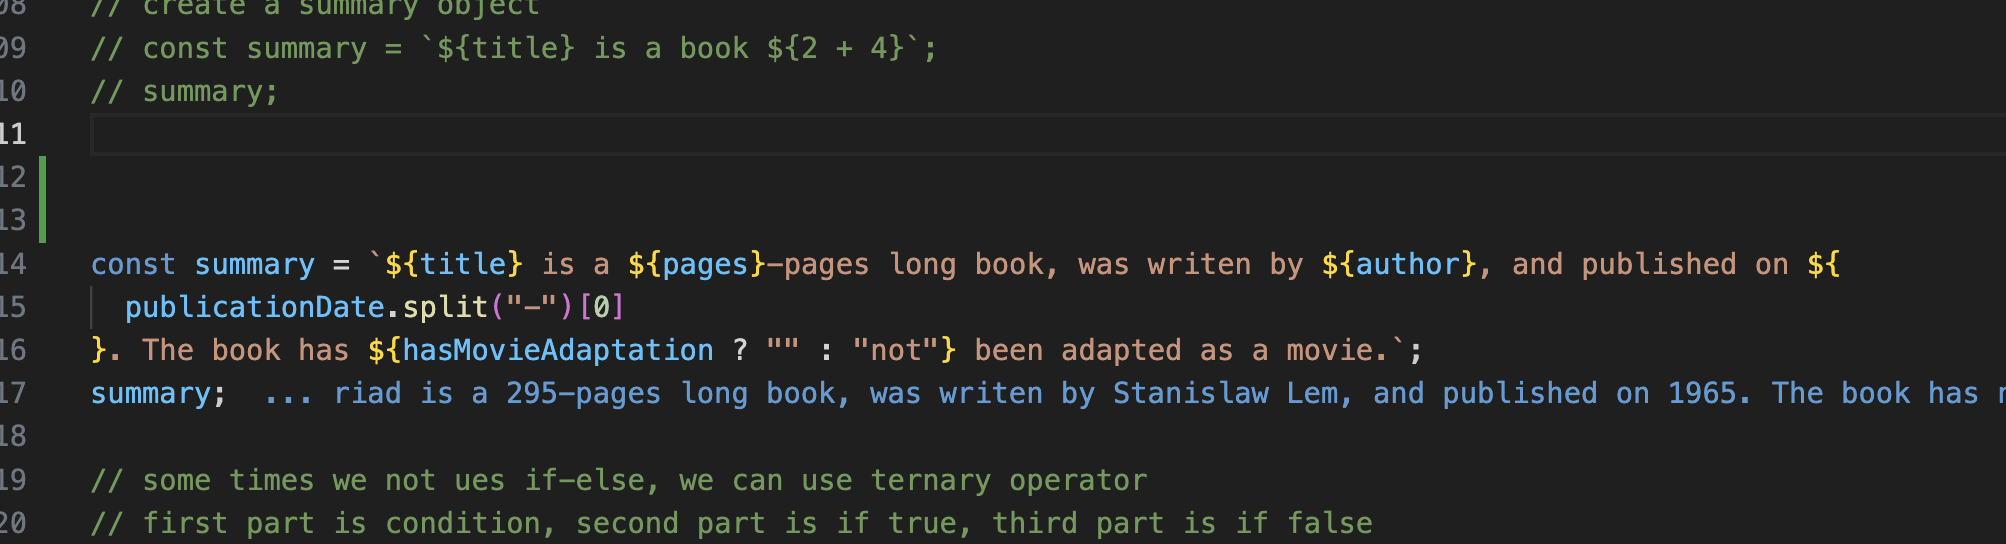 08 // create a summary object
09 // const summary = `${title} is a book ${2 + 4}`;
10 // summary;
11
12
13
14 const summary = `${title} is a ${pages}-pages long book, was writen by ${author}, and published on ${
15 publicationDate.split("-")[0]
16 }. The book has ${hasMovieAdaptation ? "" : "not"} been adapted as a movie.`;
17 summary; ... riad is a 295-pages long book, was writen by Stanislaw Lem, and published on 1965. The book has
18
19 // some times we not ues if-else, we can use ternary operator
20 // first part is condition, second part is if true, third part is if false